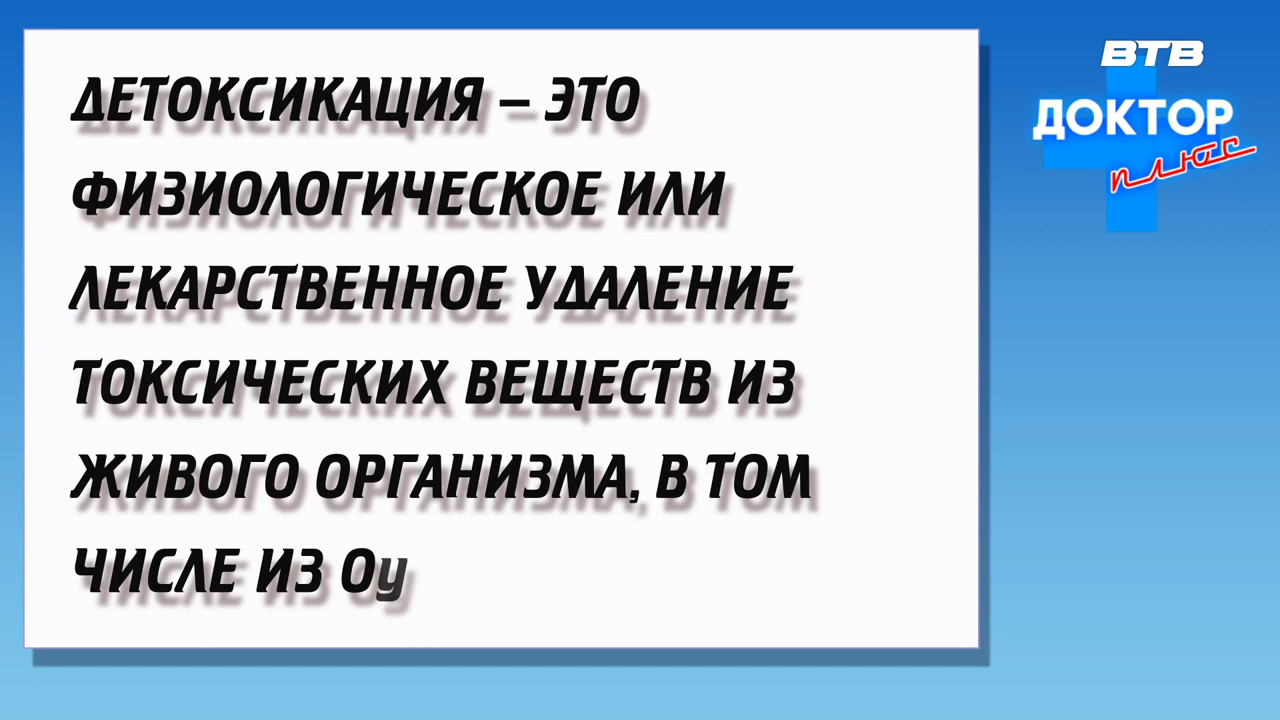 ДЕТОКСИКАЦИЯ – ЭТО
ФИЗИОЛОГИЧЕСКОЕ ИЛИ
ЛЕКАРСТВЕННОЕ УДАЛЕНИЕ
ТОКСИЧЕСКИХ ВЕЩЕСТВ ИЗ
ЖИВОГО ОРГАНИЗМА, В ТОМ
ЧИСЛЕ ИЗ Оу
ВТВ
ДОКТОР
плюс